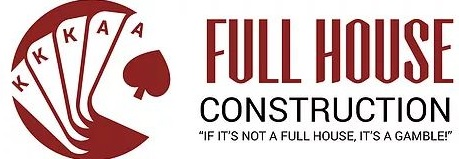 K K K A A
FULL HOUSE
CONSTRUCTION
“IF IT’S NOT A FULL HOUSE, IT’S A GAMBLE!”